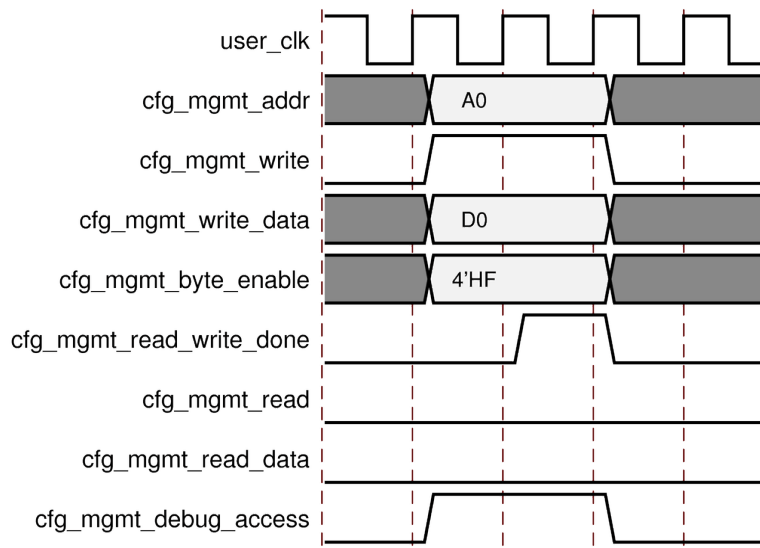 user_clk
cfg_mgmt_addr A0
cfg_mgmt_write
cfg_mgmt_write_data D0
cfg_mgmt_byte_enable 4’HF
cfg_mgmt_read_write_done
cfg_mgmt_read
cfg_mgmt_read_data
cfg_mgmt_debug_access